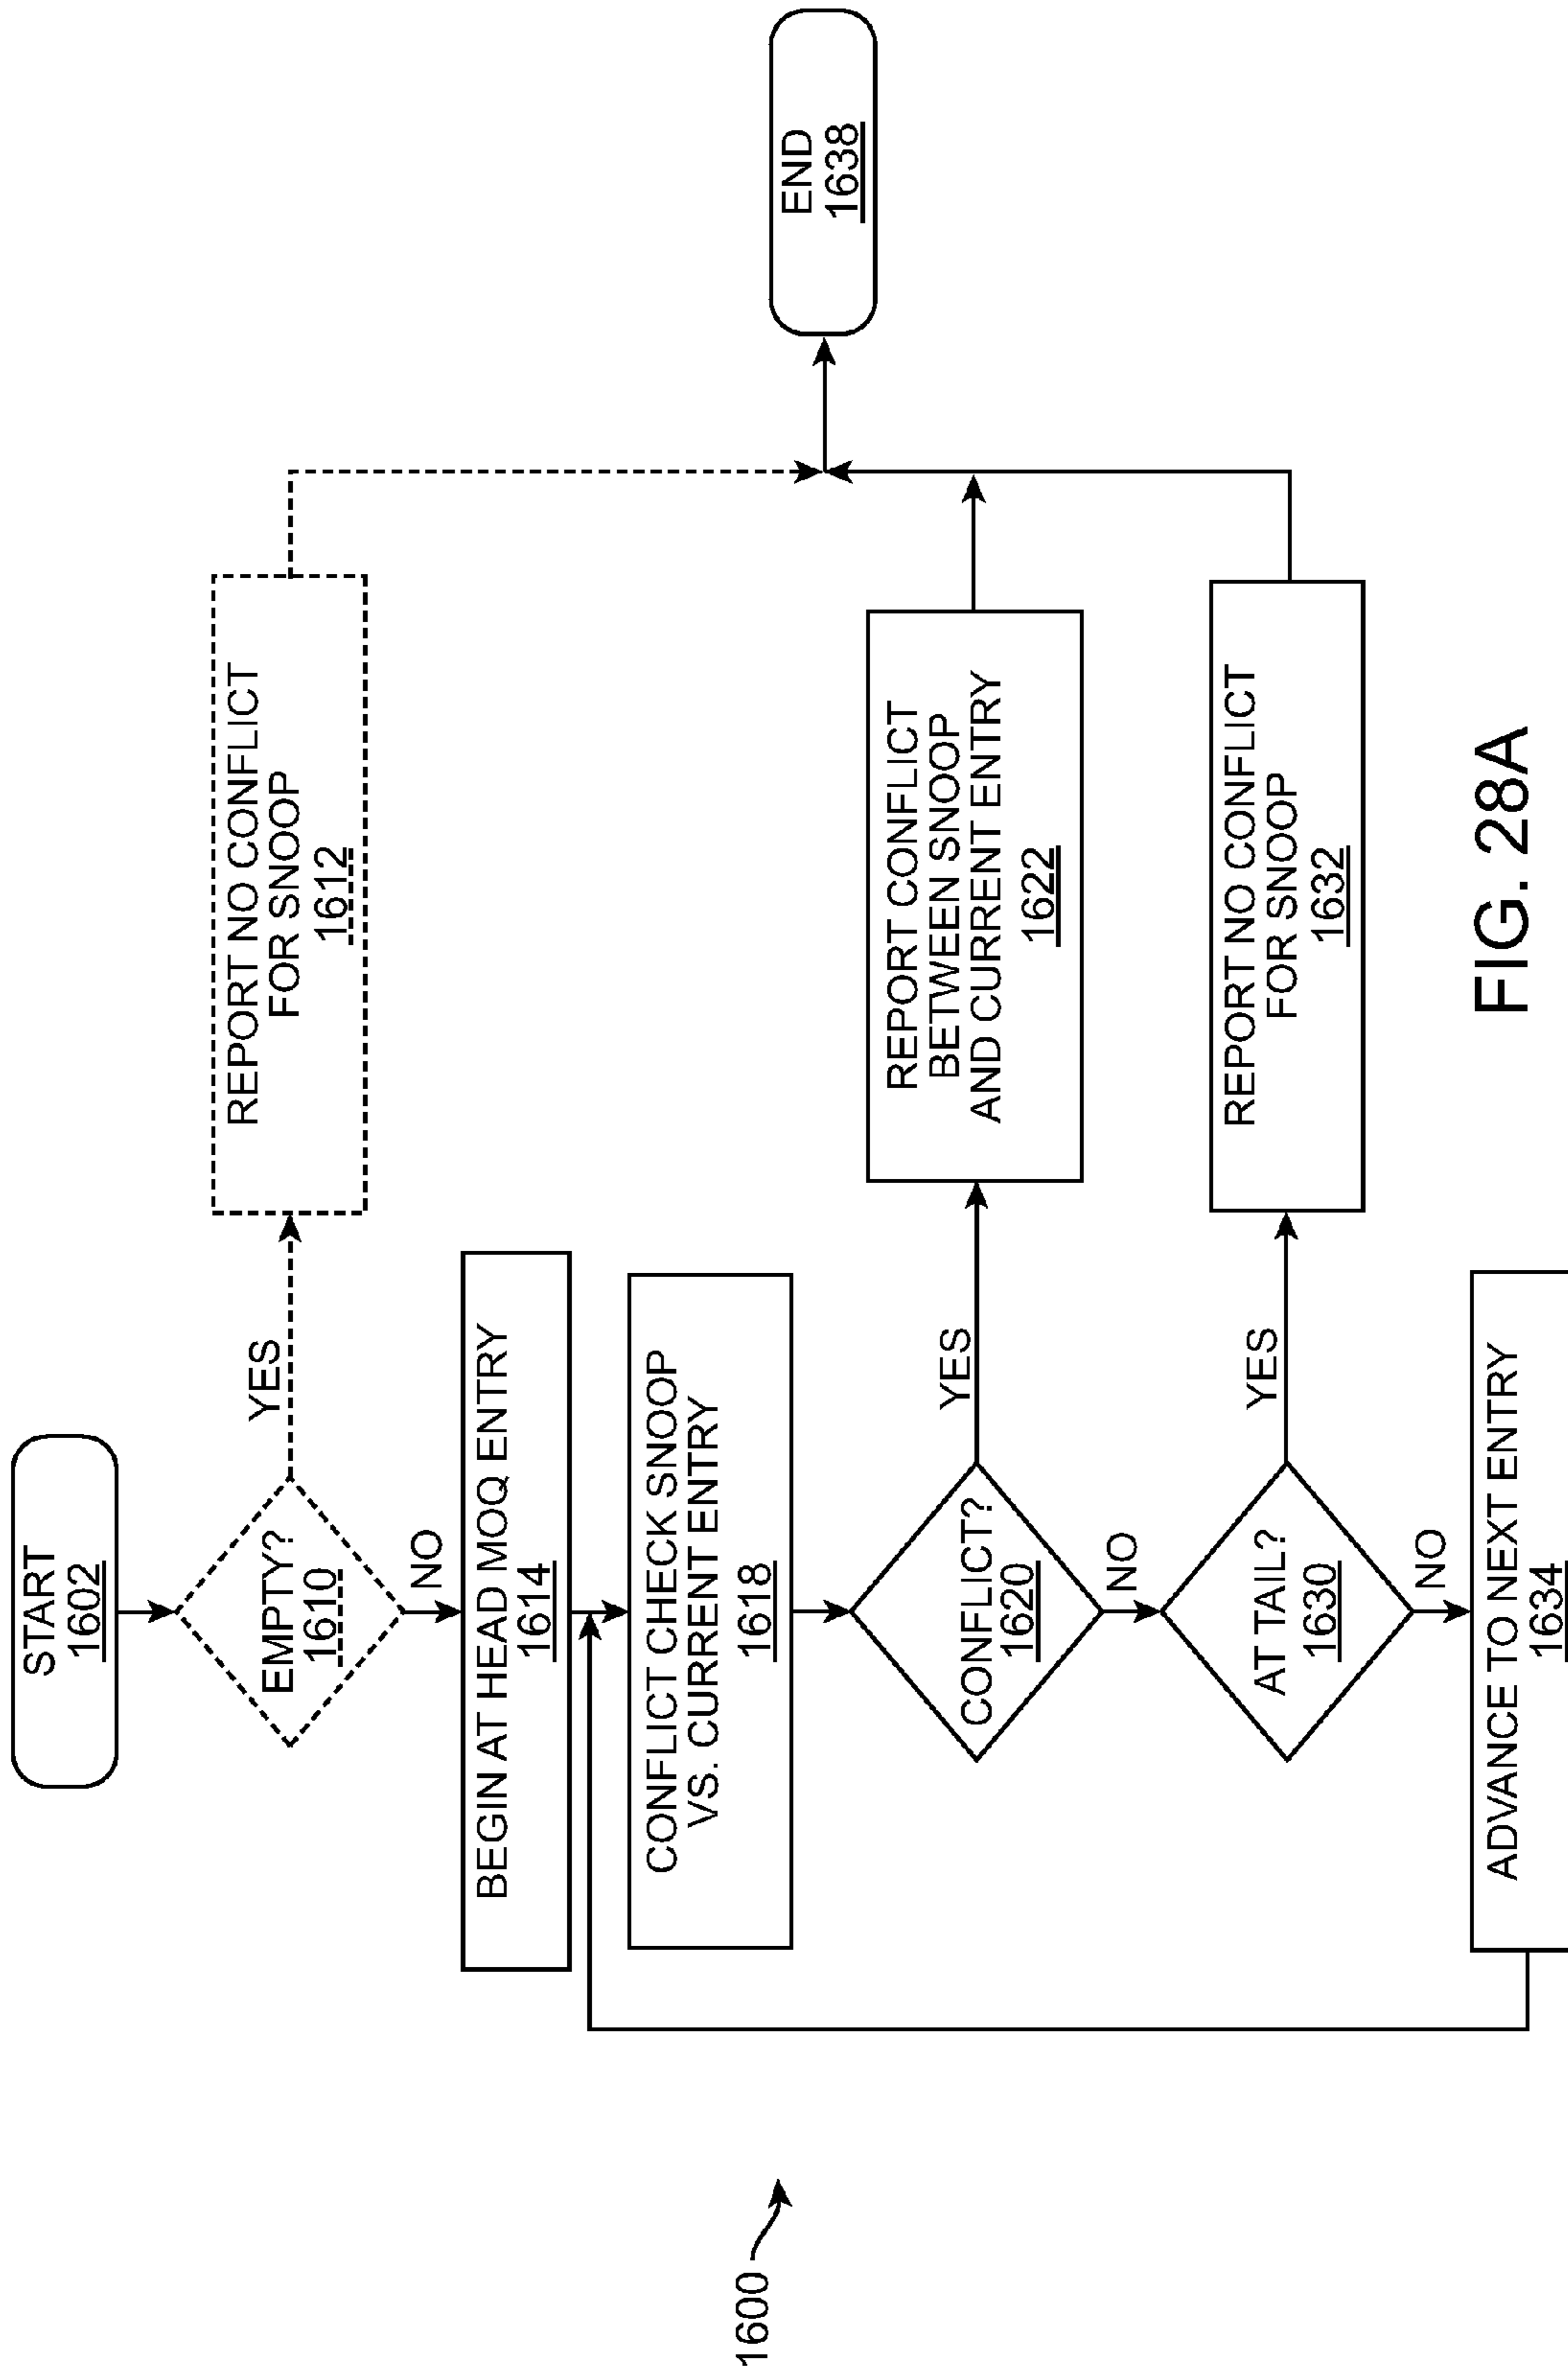 START
1602
EMPTY?
1610
YES
REPORT NO CONFLICT
FOR SNOOP
1612
NO
BEGIN AT HEAD MOQ ENTRY
1614
CONFLICT CHECK SNOOP
VS. CURRENT ENTRY
1618
CONFLICT?
1620
YES
REPORT CONFLICT
BETWEEN SNOOP
AND CURRENT ENTRY
1622
NO
AT TAIL?
1630
YES
REPORT NO CONFLICT
FOR SNOOP
1632
NO
ADVANCE TO NEXT ENTRY
1634
END
1638
1600
FIG. 28A